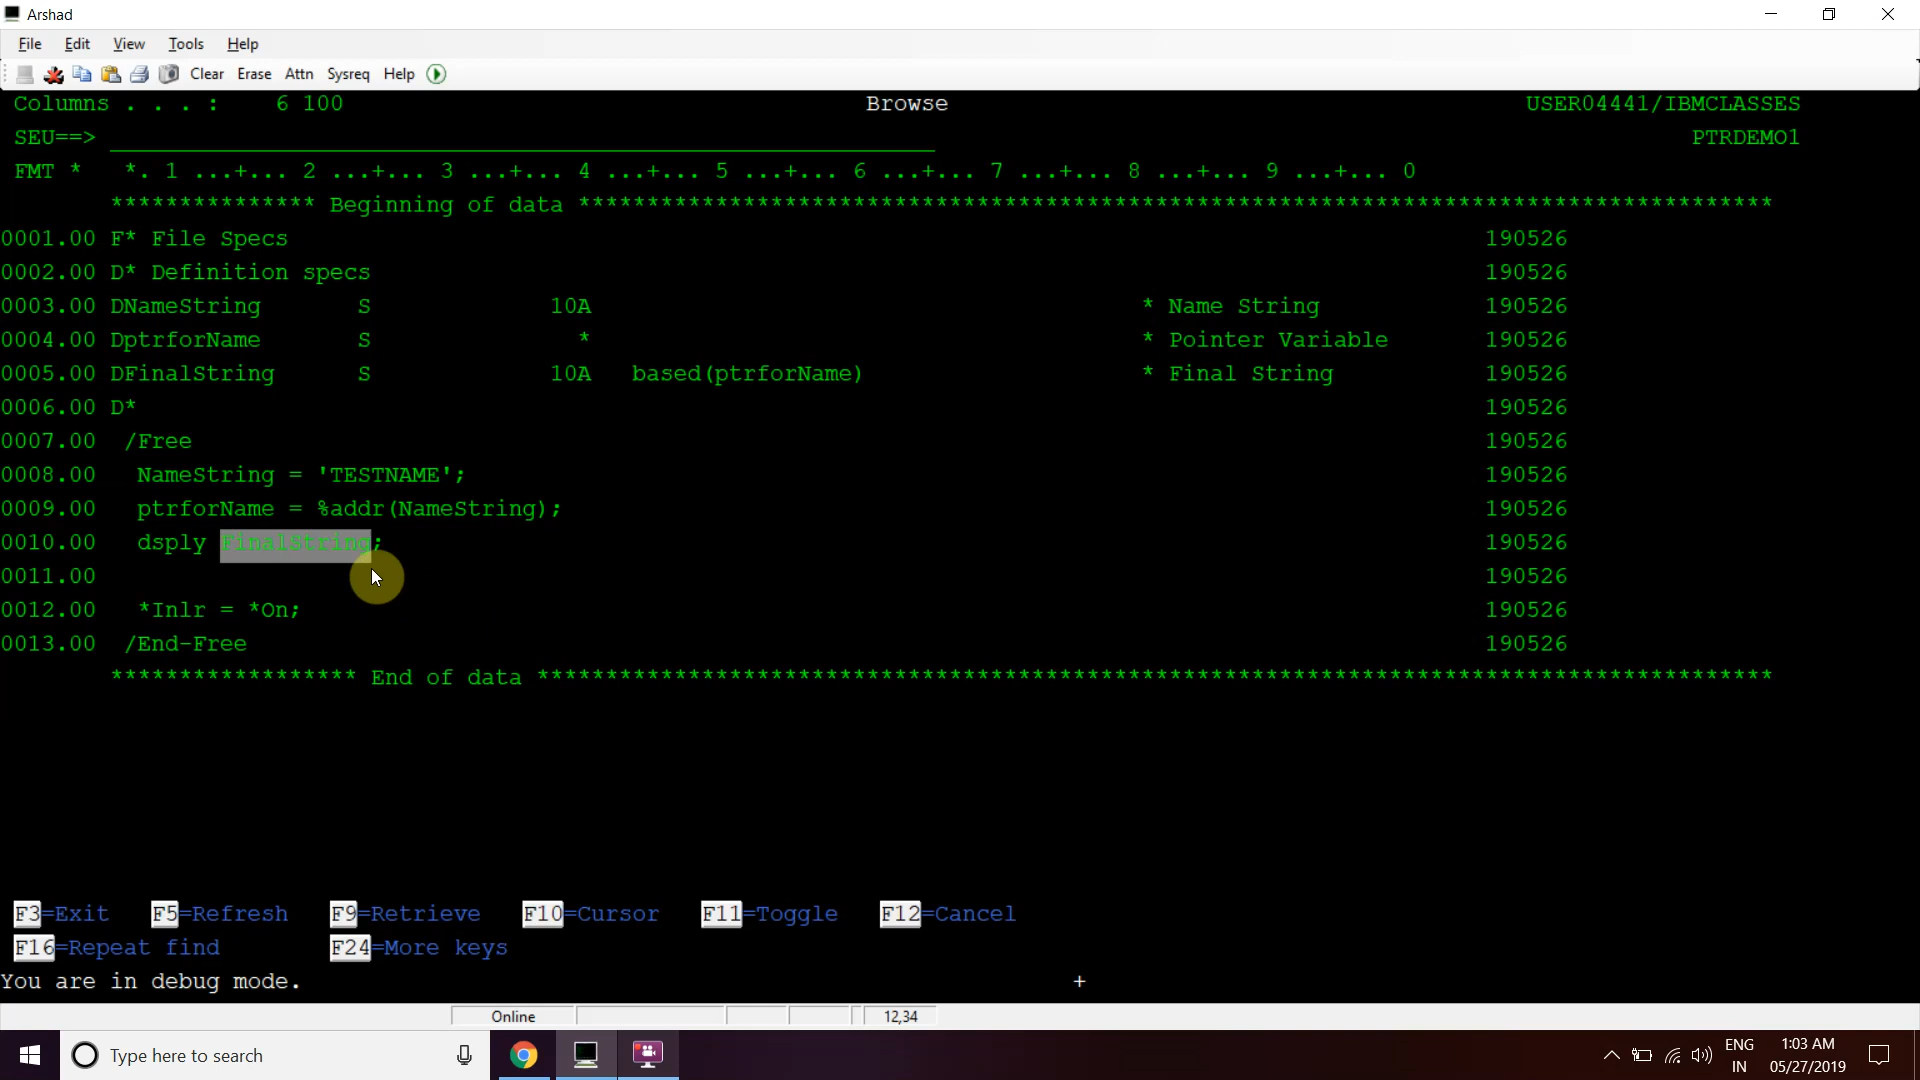 Arshad
File Edit View Tools Help
Clear Erase Attn Sysreq Help
Columns . . . : 6 100 Browse USER04441/IBMCLASSES
SEU==> PTRDEMO1
FMT * *. 1 ...+... 2 ...+... 3 ...+... 4 ...+... 5 ...+... 6 ...+... 7 ...+... 8 ...+... 9 ...+... 0
*************** Beginning of data ***************************************************************************************
0001.00 F* File Specs 190526
0002.00 D* Definition specs 190526
0003.00 DNameString S 10A * Name String 190526
0004.00 DptrforName S * * Pointer Variable 190526
0005.00 DFinalString S 10A based(ptrforName) * Final String 190526
0006.00 D* 190526
0007.00 /Free 190526
0008.00 NameString = 'TESTNAME'; 190526
0009.00 ptrforName = %addr(NameString); 190526
0010.00 dsply FinalString; 190526
0011.00 190526
0012.00 *Inlr = *On; 190526
0013.00 /End-Free 190526
****************** End of data ******************************************************************************************
F3=Exit F5=Refresh F9=Retrieve F10=Cursor F11=Toggle F12=Cancel
F16=Repeat find F24=More keys
You are in debug mode. +
Online 12,34
Type here to search ENG 1:03 AM
IN 05/27/2019